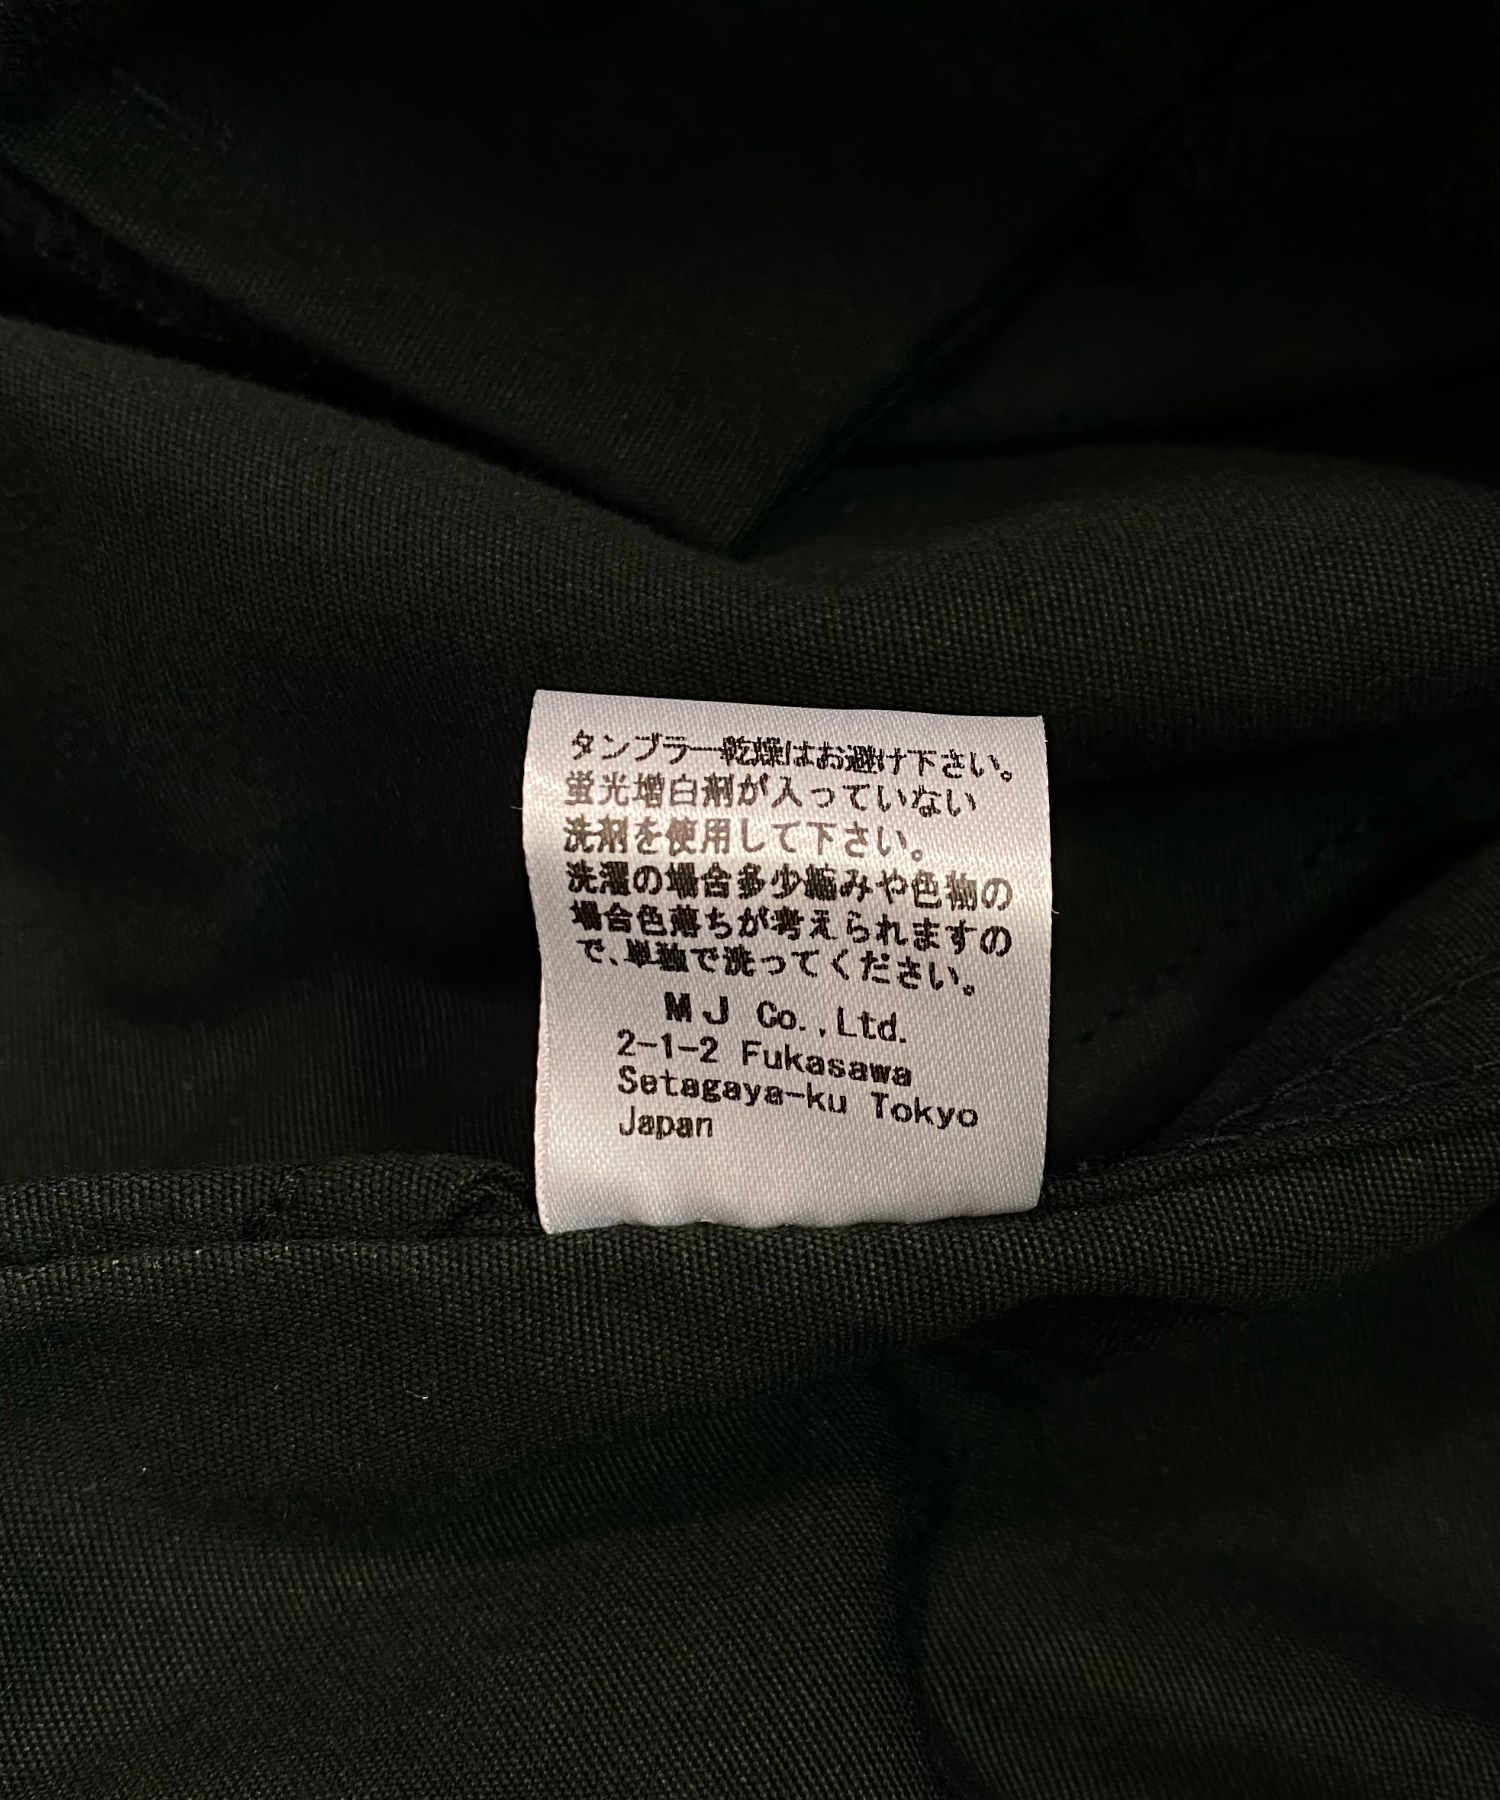 タンブラー乾燥はお避け下さい。
蛍光増白剤が入っていない
洗剤を使用して下さい。
洗濯の場合多少縮みや色物の
場合色落ちが考えられますの
で、単独で洗ってください。
MJ Co.,Ltd.
2-1-2 Fukasawa
Setagaya-ku Tokyo
Japan